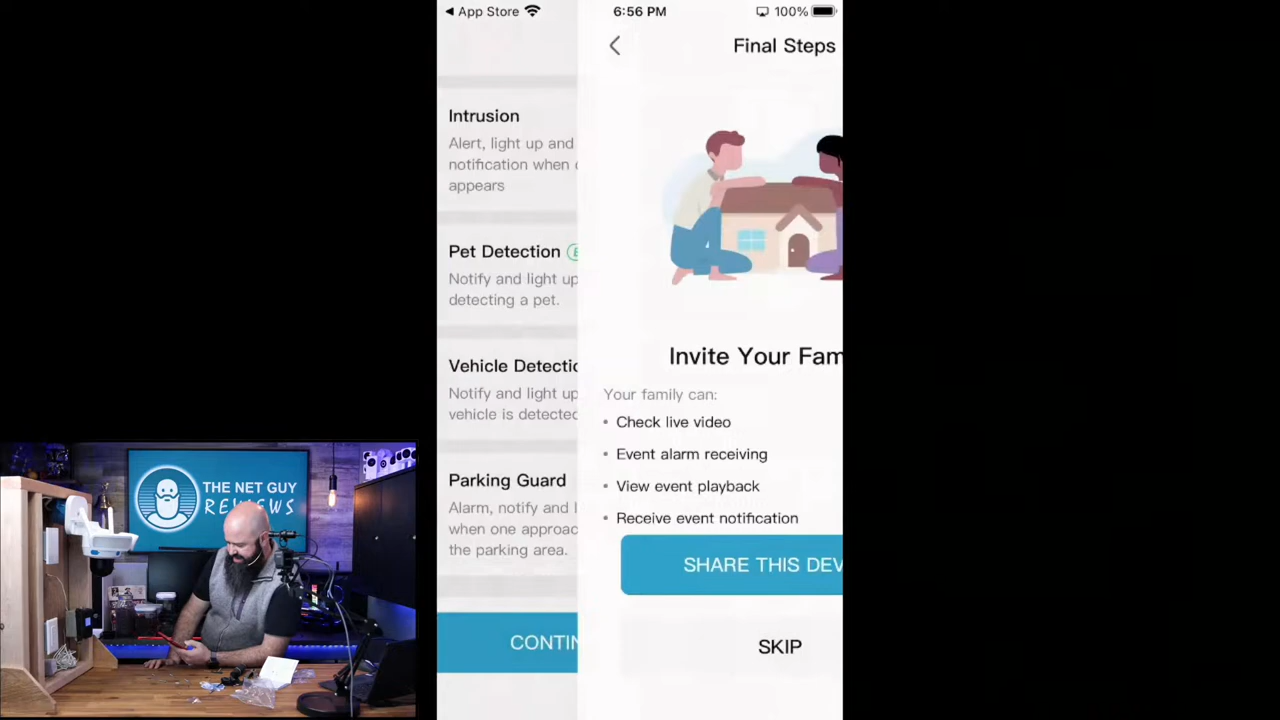 App Store
6:56 PM
100%
Final Steps
Intrusion
Alert, light up and
notification when
appears
Pet Detection
Notify and light up
detecting a pet.
Vehicle Detectio
Notify and light up
vehicle is detected
Parking Guard
Alarm, notify and
when one approac
the parking area.
CONTIN
Invite Your Fam
Your family can:
• Check live video
• Event alarm receiving
• View event playback
• Receive event notification
SHARE THIS DEV
SKIP
THE NET GUY
REVIEWS